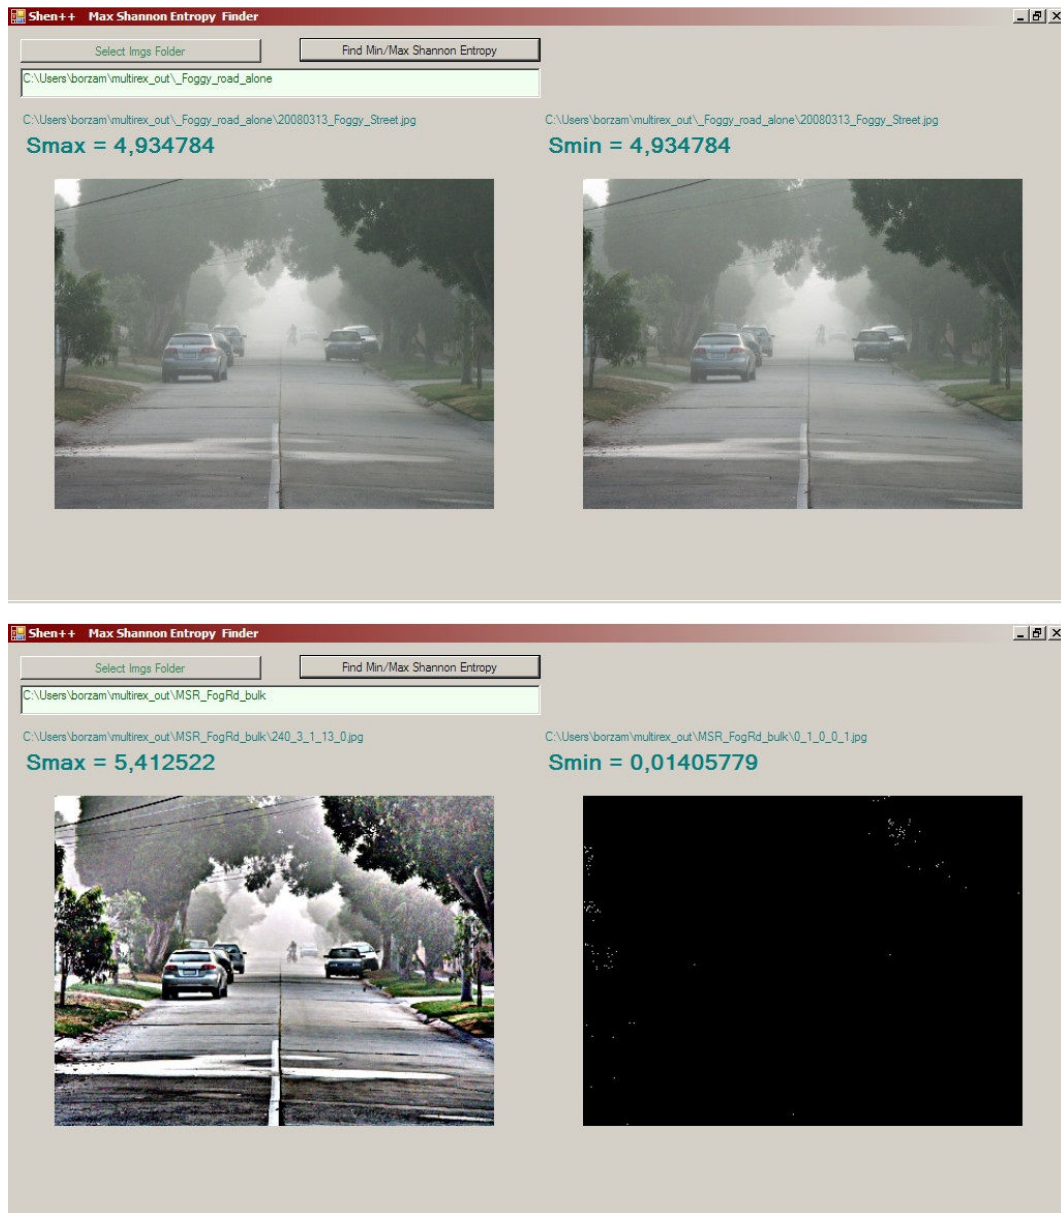 Shen++ Max Shannon Entropy Finder
Select Imgs Folder
Find Min/Max Shannon Entropy
C:\Users\borzam\multirex_out\_Foggy_road_alone
C:\Users\borzam\multirex_out\_Foggy_road_alone\20080313_Foggy_Street.jpg
C:\Users\borzam\multirex_out\_Foggy_road_alone\20080313_Foggy_Street.jpg
Smax = 4,934784
Smin = 4,934784
Shen++ Max Shannon Entropy Finder
Select Imgs Folder
Find Min/Max Shannon Entropy
C:\Users\borzam\multirex_out\MSR_FogRd_bulk
C:\Users\borzam\multirex_out\MSR_FogRd_bulk\240_3_1_13_0.jpg
C:\Users\borzam\multirex_out\MSR_FogRd_bulk\0_1_0_0_1.jpg
Smax = 5,412522
Smin = 0,01405779